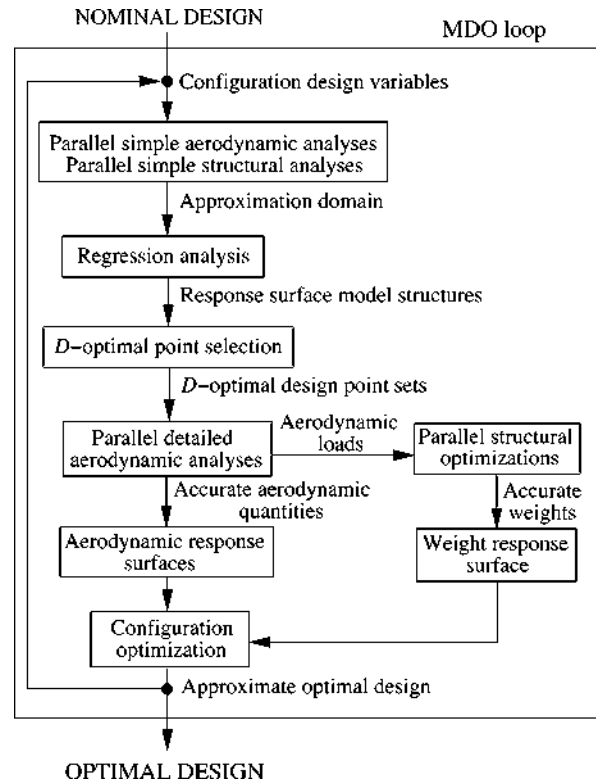 NOMINAL DESIGN
MDO loop
Configuration design variables
Parallel simple aerodynamic analyses
Parallel simple structural analyses
Approximation domain
Regression analysis
Response surface model structures
D-optimal point selection
D-optimal design point sets
Parallel detailed
aerodynamic analyses
Aerodynamic
loads
Parallel structural
optimizations
Accurate aerodynamic
quantities
Accurate
weights
Aerodynamic response
surfaces
Weight response
surface
Configuration
optimization
Approximate optimal design
OPTIMAL DESIGN